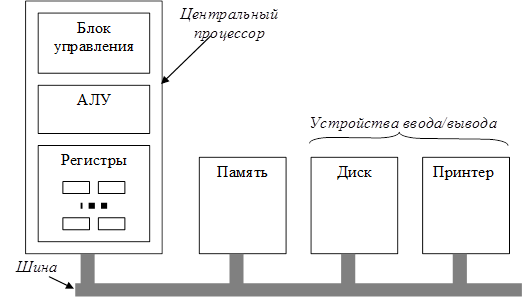 Блок
управления
Центральный
процессор
АЛУ
Регистры
Устройства ввода/вывода
Память
Диск
Принтер
Шина